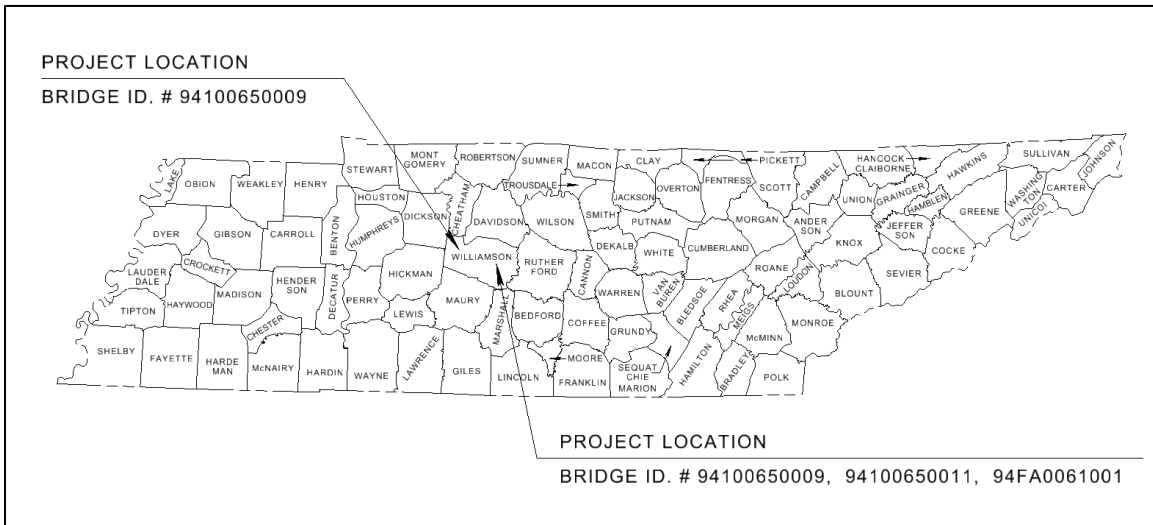 PROJECT LOCATION
BRIDGE ID. # 94100650009
LAKE
OBION
WEAKLEY
HENRY
STEWART
MONT
GOMERY
ROBERTSON
SUMNER
MACON
CLAY
PICKETT
HANCOCK
CLAIBORNE
HAWKINS
SULLIVAN
JOHNSON
TROUSDALE
HOUSTON
DICKSON
CHEATHAM
DAVIDSON
WILSON
SMITH
JACKSON
OVERTON
FENTRESS
SCOTT
CAMPBELL
UNION
GRAINGER
HAMBLEN
WASHING
TON
CARTER
UNICOI
DYER
GIBSON
CARROLL
BENTON
HUMPHREYS
PUTNAM
MORGAN
ANDER
SON
GREENE
WILLIAMSON
RUTHER
FORD
CANNON
DEKALB
WHITE
CUMBERLAND
ROANE
KNOX
JEFFER
SON
COCKE
LAUDER
DALE
CROCKETT
MADISON
HENDER
SON
DECATUR
PERRY
HICKMAN
LOUDON
SEVIER
TIPTON
HAYWOOD
CHESTER
LEWIS
MAURY
MARSHALL
BEDFORD
COFFEE
WARREN
VAN
BUREN
BLEDSOE
RHEA
MEIGS
BLOUNT
GRUNDY
McMINN
MONROE
SHELBY
FAYETTE
HARDE
MAN
McNAIRY
HARDIN
WAYNE
LAWRENCE
GILES
LINCOLN
MOORE
FRANKLIN
SEQUAT
CHIE
MARION
HAMILTON
BRADLEY
POLK
PROJECT LOCATION
BRIDGE ID. # 94100650009, 94100650011, 94FA0061001